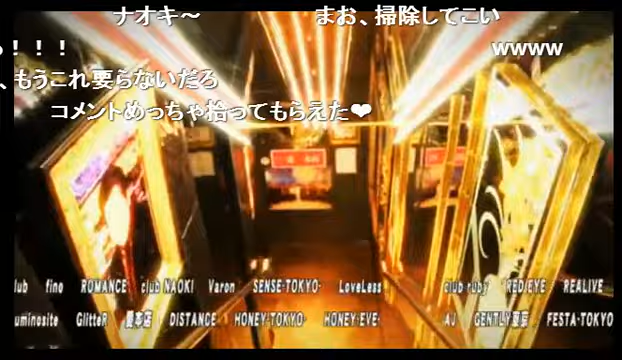 ナオキ～ まお、掃除してこい
っ！！！ wwww
、もうこれ要らないだろ
コメントめっちゃ拾ってもらえた❤
lub fino ROMANCE club NAOKI Varon SENSE-TOKYO- LoveLess club ruby RED EYE REALIVE
uminosite GlitteR 愛本店 DISTANCE HONEY-TOKYO- HONEY-EVE- AJ GENTLY東京 FESTA-TOKYO